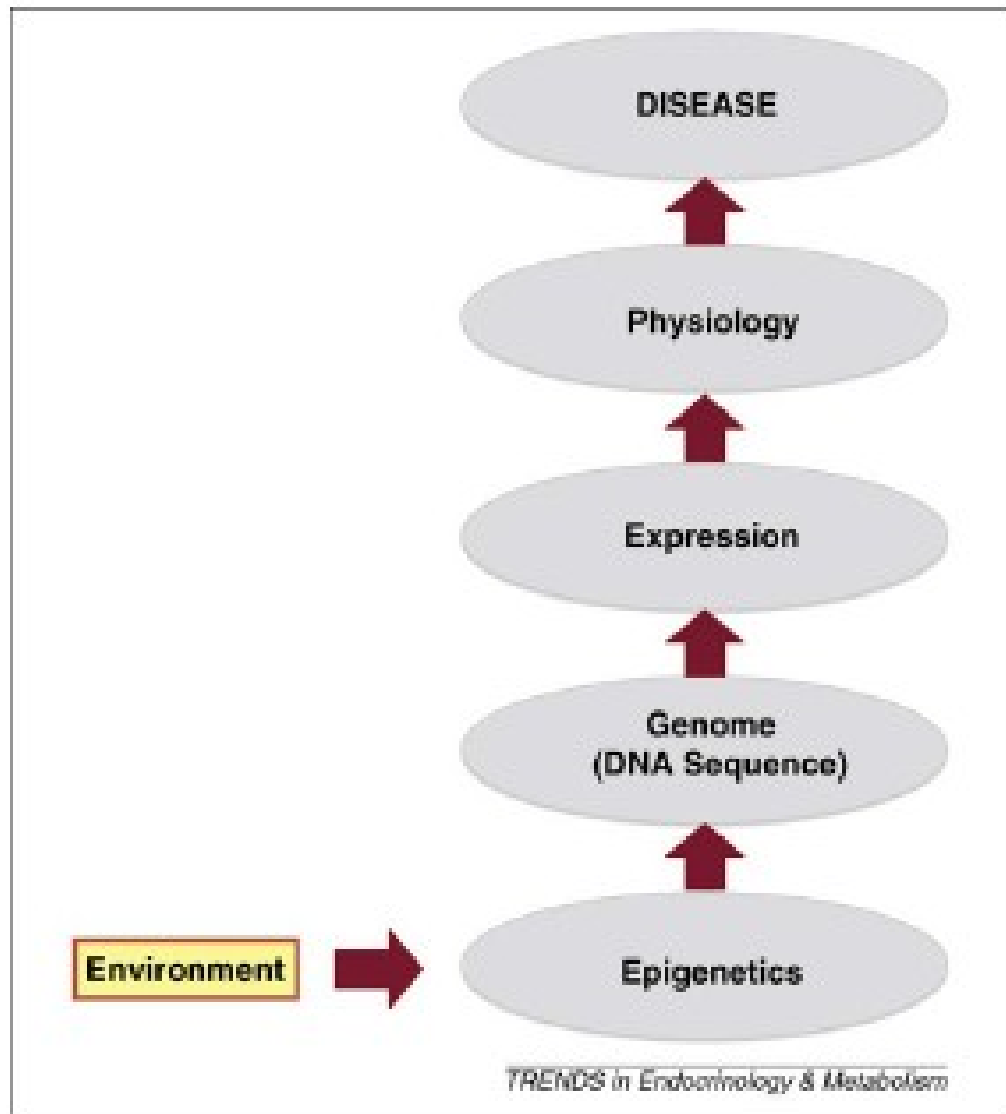 DISEASE
Physiology
Expression
Genome
(DNA Sequence)
Environment
Epigenetics
TRENDS in Endocrinology & Metabolism